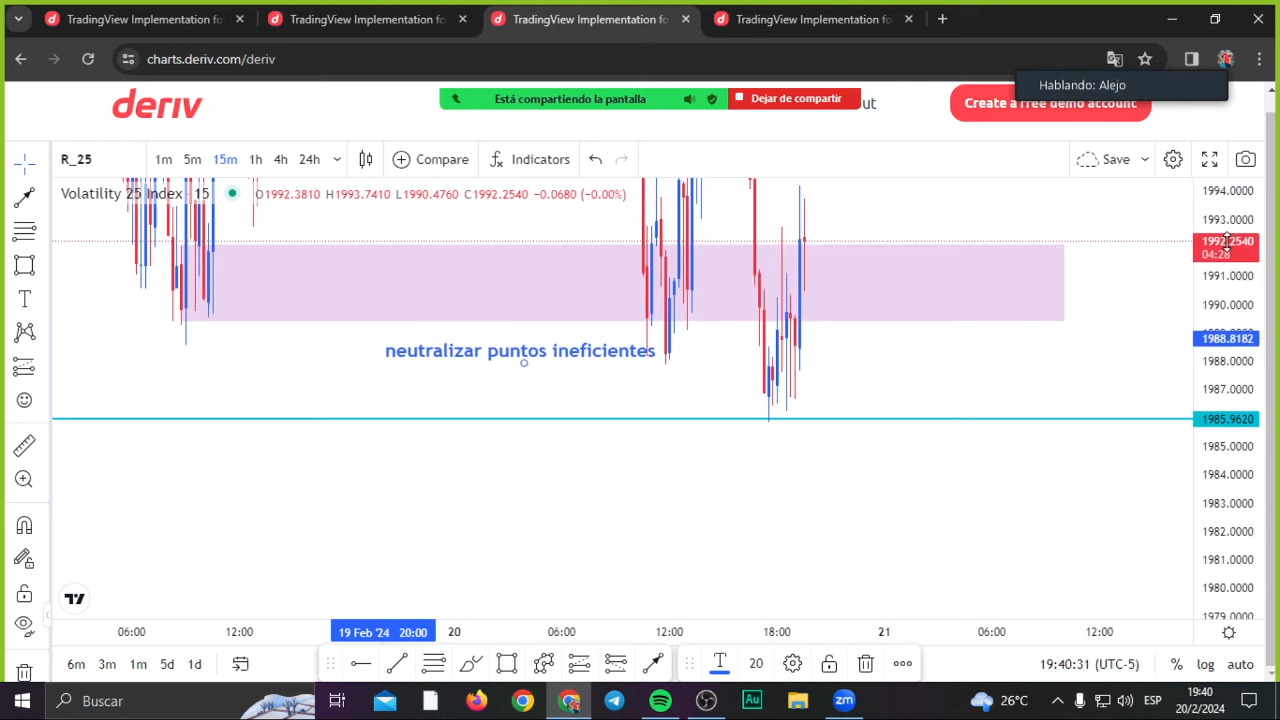 TradingView Implementation fo
TradingView Implementation fo
TradingView Implementation fo
TradingView Implementation fo
charts.deriv.com/deriv
Hablando: Alejo
deriv
Está compartiendo la pantalla
Dejar de compartir
out
Create a free demo account
R_25
1m 5m 15m 1h 4h 24h
Compare
Indicators
Save
Volatility 25 Index · 15
O1992.3810 H1993.7410 L1990.4760 C1992.2540 −0.0680 (−0.00%)
1994.0000
1993.0000
1992.2540
04:28
1991.0000
1990.0000
1988.8182
1988.0000
1987.0000
1985.9620
1985.0000
1984.0000
1983.0000
1982.0000
1981.0000
1980.0000
1979.0000
neutralizar puntos ineficientes
06:00 12:00 19 Feb '24 20:00 20 06:00 12:00 18:00 21 06:00 12:00
6m 3m 1m 5d 1d
T 20
19:40:31 (UTC-5) % log auto
Buscar
Au
zm
26°C
ESP
19:40
20/2/2024